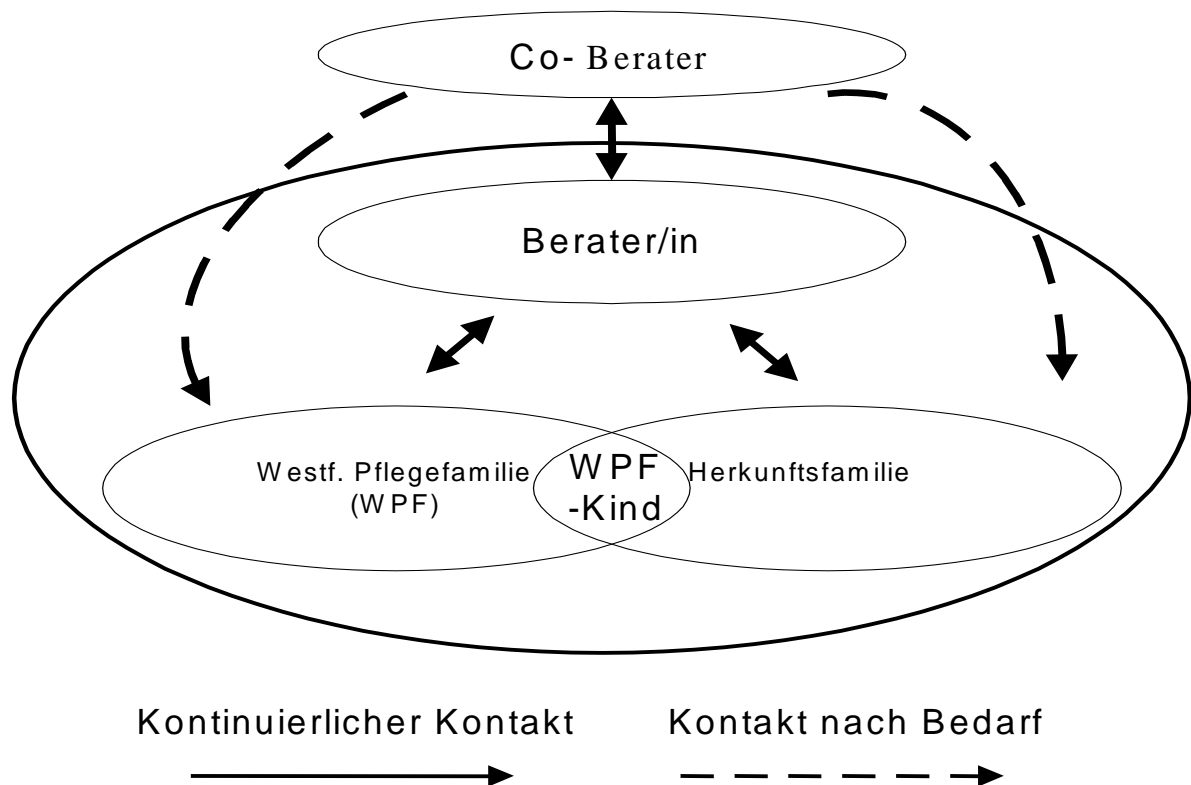 Co- Berater
Berater/in
Westf. Pflegefamilie
(WPF)
WPF
-Kind
Herkunftsfamilie
Kontinuierlicher Kontakt
Kontakt nach Bedarf